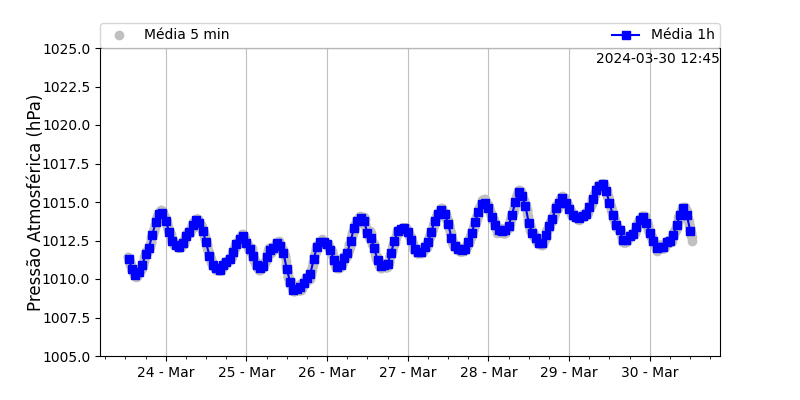 Média 5 min
Média 1h
2024-03-30 12:45
Pressão Atmosférica (hPa)
1025.0
1022.5
1020.0
1017.5
1015.0
1012.5
1010.0
1007.5
1005.0
24 - Mar
25 - Mar
26 - Mar
27 - Mar
28 - Mar
29 - Mar
30 - Mar